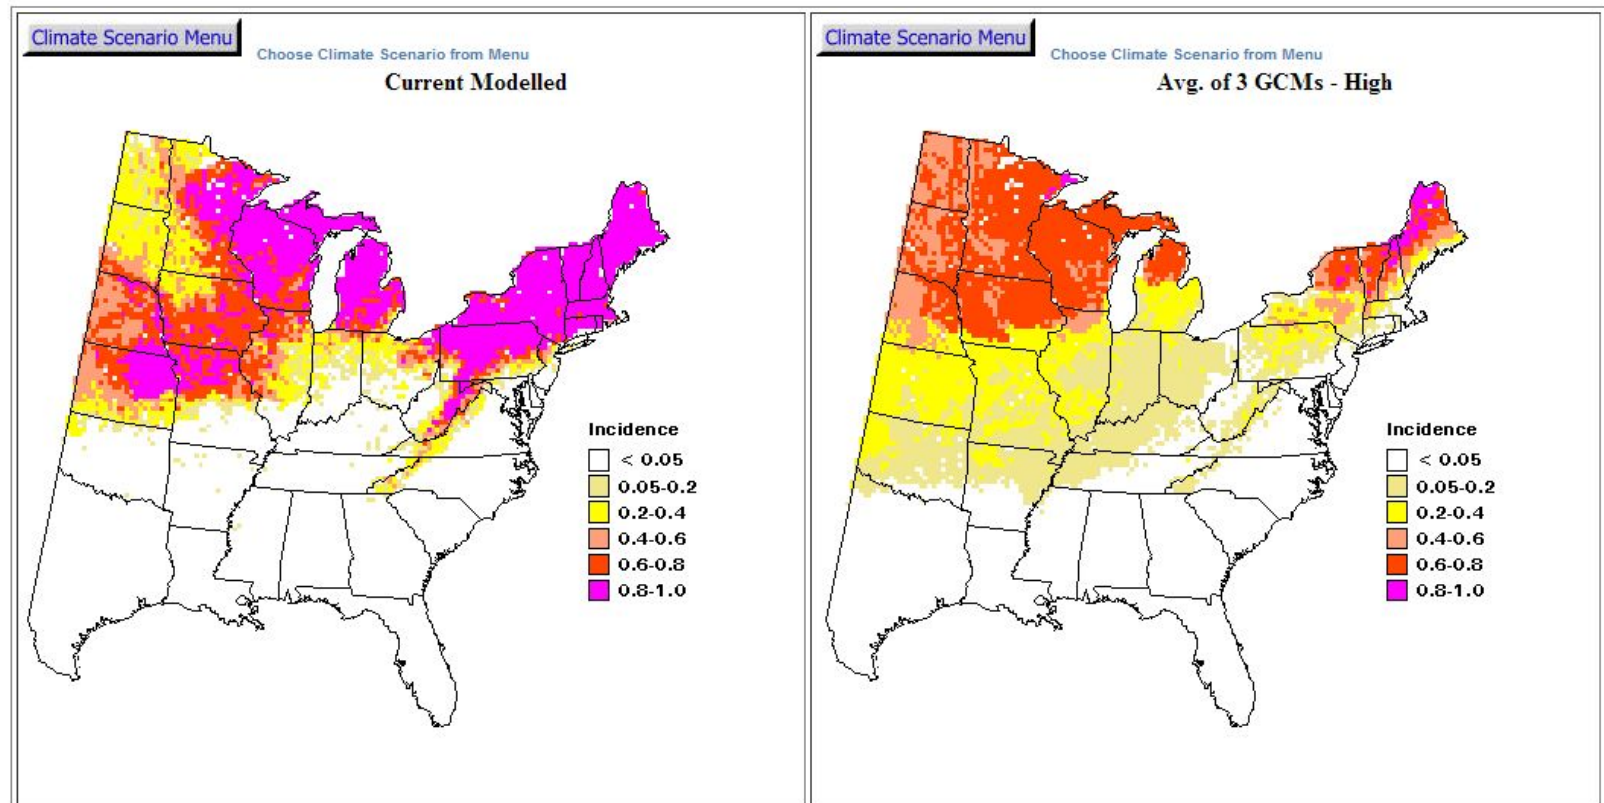 Climate Scenario Menu
Choose Climate Scenario from Menu
Current Modelled
Incidence
< 0.05
0.05-0.2
0.2-0.4
0.4-0.6
0.6-0.8
0.8-1.0
Climate Scenario Menu
Choose Climate Scenario from Menu
Avg. of 3 GCMs - High
Incidence
< 0.05
0.05-0.2
0.2-0.4
0.4-0.6
0.6-0.8
0.8-1.0